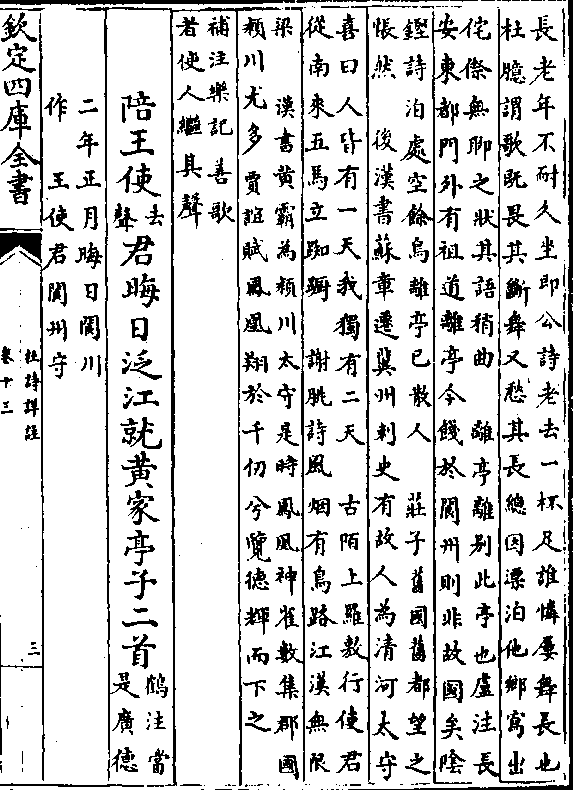 長老年不耐久坐即公詩老去一杯足誰憐屢舞長也
杜臆謂歌既畏其斷舞又愁其長總因漂泊他鄉寫出
侘傺無聊之狀其語稍曲　離亭離别此亭也盧注長
安東都門外有祖道離亭今餞於閬州則非故國矣陰
鏗詩泊處空餘鳥離亭已散人　莊子舊國舊都望之
悵然　後漢書蘇章遷冀州刺史有故人為清河太守
喜曰人皆有一天我獨有二天　古陌上羅敷行使君
從南來五馬立踟躕　謝朓詩風烟有鳥路江漢無限
梁　漢書黄霸為潁川太守是時鳳凰神雀數集郡國
潁川尤多賈誼賦鳳凰翔於千仞兮覽德輝而下之
補注樂記善歌
者使人繼其聲
陪王使去聲君晦日泛江就黄家亭子二首鶴注當
是廣德
二年正月晦日閬川
作　王使君閬州守
欽定四庫全書
杜詩詳注
卷十三
三